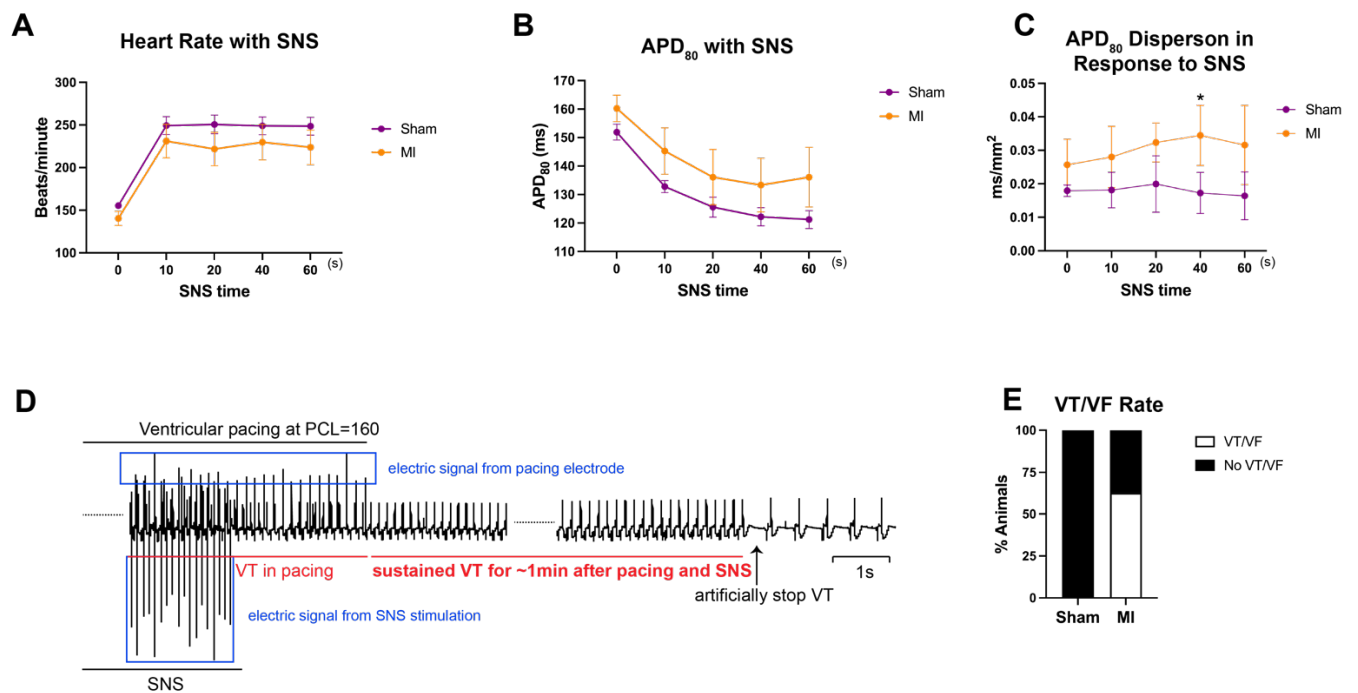 A
Heart Rate with SNS
Beats/minute
300
250
200
150
100
0
10
20
40
60
(s)
SNS time
Sham
MI
B
APD80 with SNS
APD80 (ms)
170
160
150
140
130
120
110
0
10
20
40
60
(s)
SNS time
Sham
MI
C
APD80 Disperson in
Response to SNS
ms/mm2
0.05
0.04
0.03
0.02
0.01
0.00
*
0
10
20
40
60
(s)
SNS time
Sham
MI
D
Ventricular pacing at PCL=160
electric signal from pacing electrode
VT in pacing
sustained VT for ~1min after pacing and SNS
1s
artificially stop VT
electric signal from SNS stimulation
SNS
E
VT/VF Rate
% Animals
100
75
50
25
0
Sham
MI
VT/VF
No VT/VF